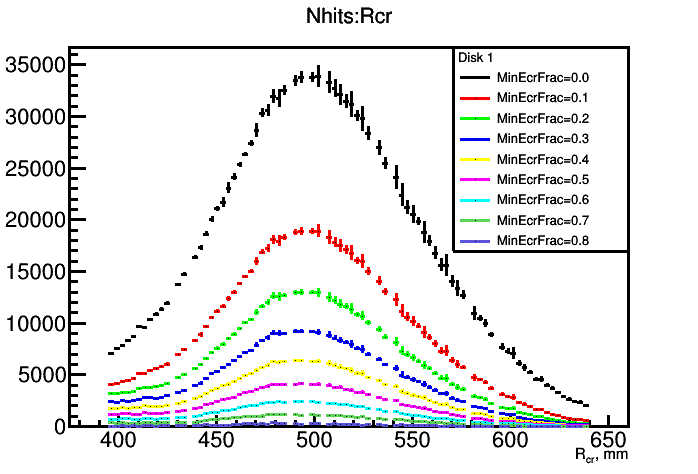 Nhits:Rcr
35000
30000
25000
20000
15000
10000
5000
0
400 450 500 550 600 650
Rcr, mm
Disk 1
MinEcrFrac=0.0
MinEcrFrac=0.1
MinEcrFrac=0.2
MinEcrFrac=0.3
MinEcrFrac=0.4
MinEcrFrac=0.5
MinEcrFrac=0.6
MinEcrFrac=0.7
MinEcrFrac=0.8